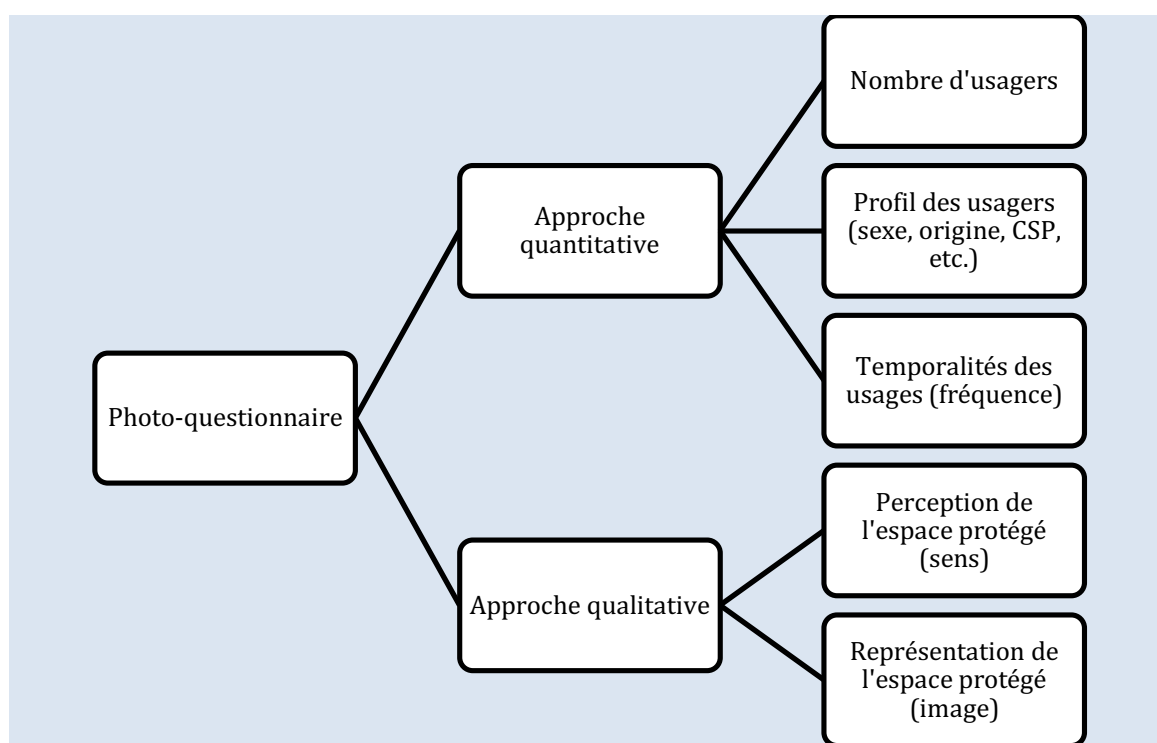 Photo-questionnaire
Approche
quantitative
Nombre d'usagers
Profil des usagers
(sexe, origine, CSP,
etc.)
Temporalités des
usages (fréquence)
Approche qualitative
Perception de
l'espace protégé
(sens)
Représentation de
l'espace protégé
(image)